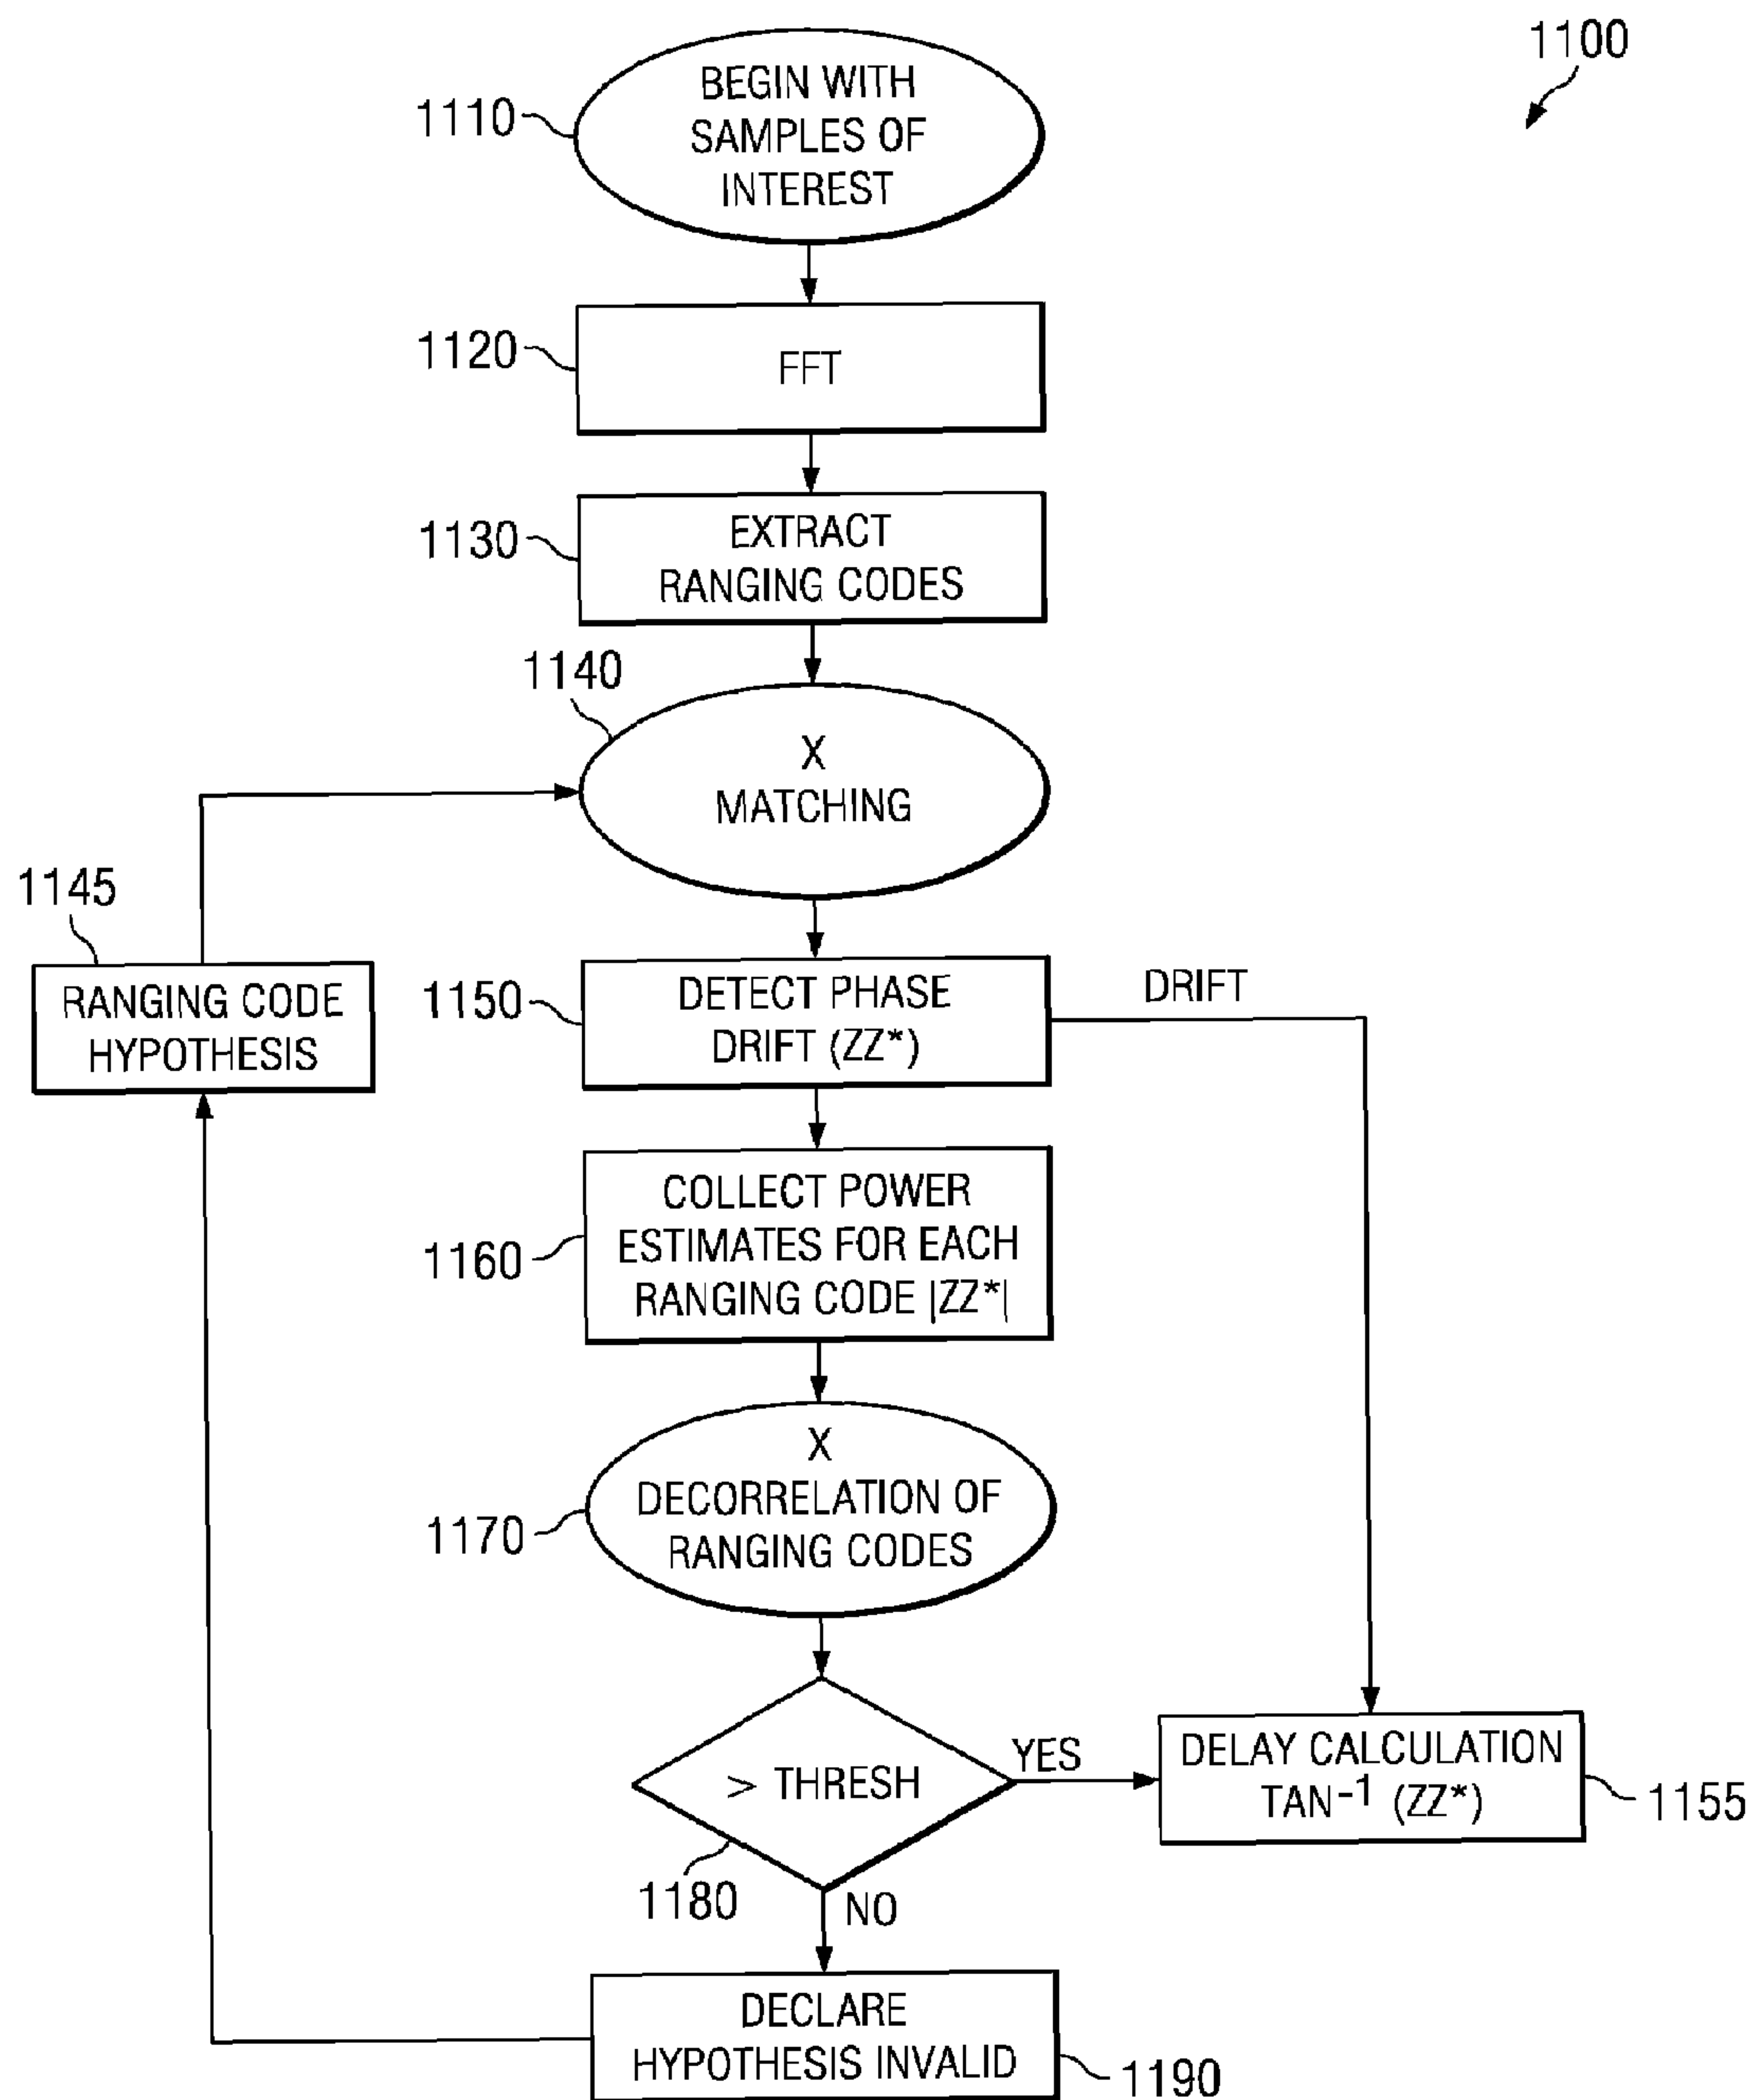 1100
1110
BEGIN WITH
SAMPLES OF
INTEREST
1120
FFT
1130
EXTRACT
RANGING CODES
1140
X
MATCHING
1145
RANGING CODE
HYPOTHESIS
1150
DETECT PHASE
DRIFT (ZZ*)
DRIFT
1160
COLLECT POWER
ESTIMATES FOR EACH
RANGING CODE |ZZ*|
1170
X
DECORRELATION OF
RANGING CODES
> THRESH
1180
YES
NO
DELAY CALCULATION
TAN⁻¹ (ZZ*)
1155
DECLARE
HYPOTHESIS INVALID
1190